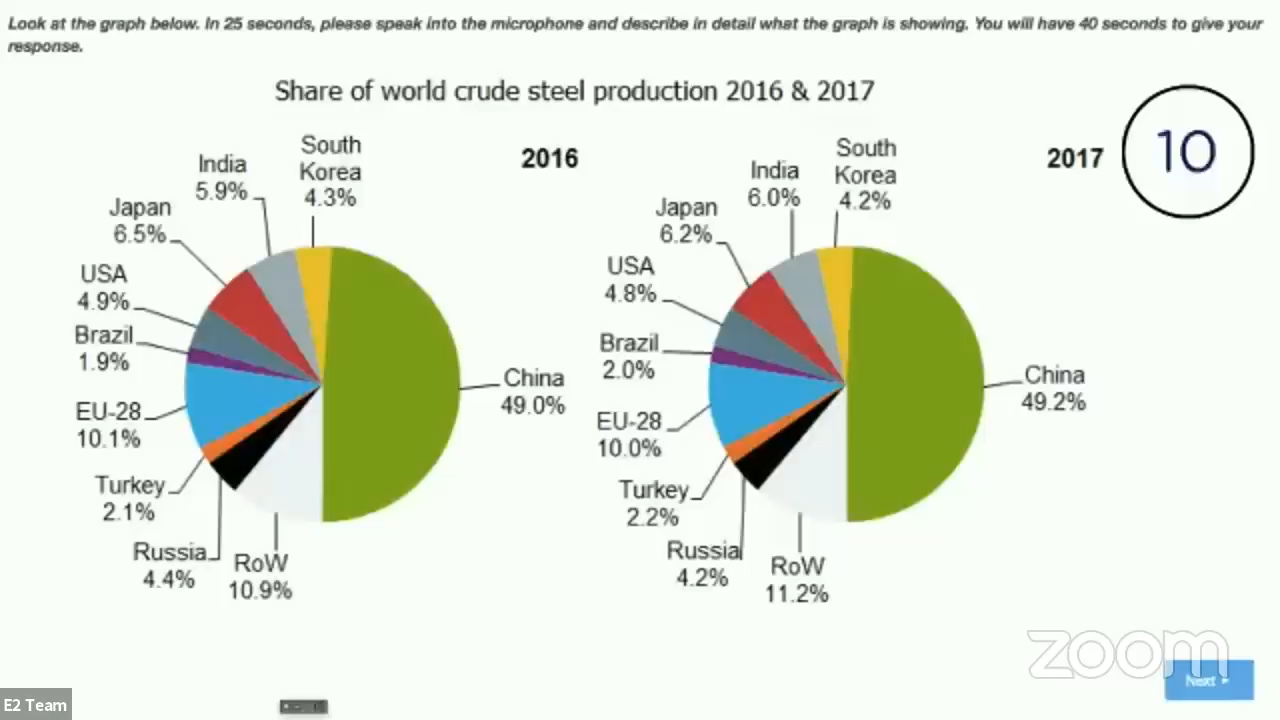 Look at the graph below. In 25 seconds, please speak into the microphone and describe in detail what the graph is showing. You will have 40 seconds to give your
response.
Share of world crude steel production 2016 & 2017
2016
South
Korea
4.3%
India
5.9%
Japan
6.5%
USA
4.9%
Brazil
1.9%
EU-28
10.1%
Turkey
2.1%
Russia
4.4%
RoW
10.9%
China
49.0%
2017
10
South
Korea
4.2%
India
6.0%
Japan
6.2%
USA
4.8%
Brazil
2.0%
EU-28
10.0%
Turkey
2.2%
Russia
4.2%
RoW
11.2%
China
49.2%
zoom
Next
E2 Team